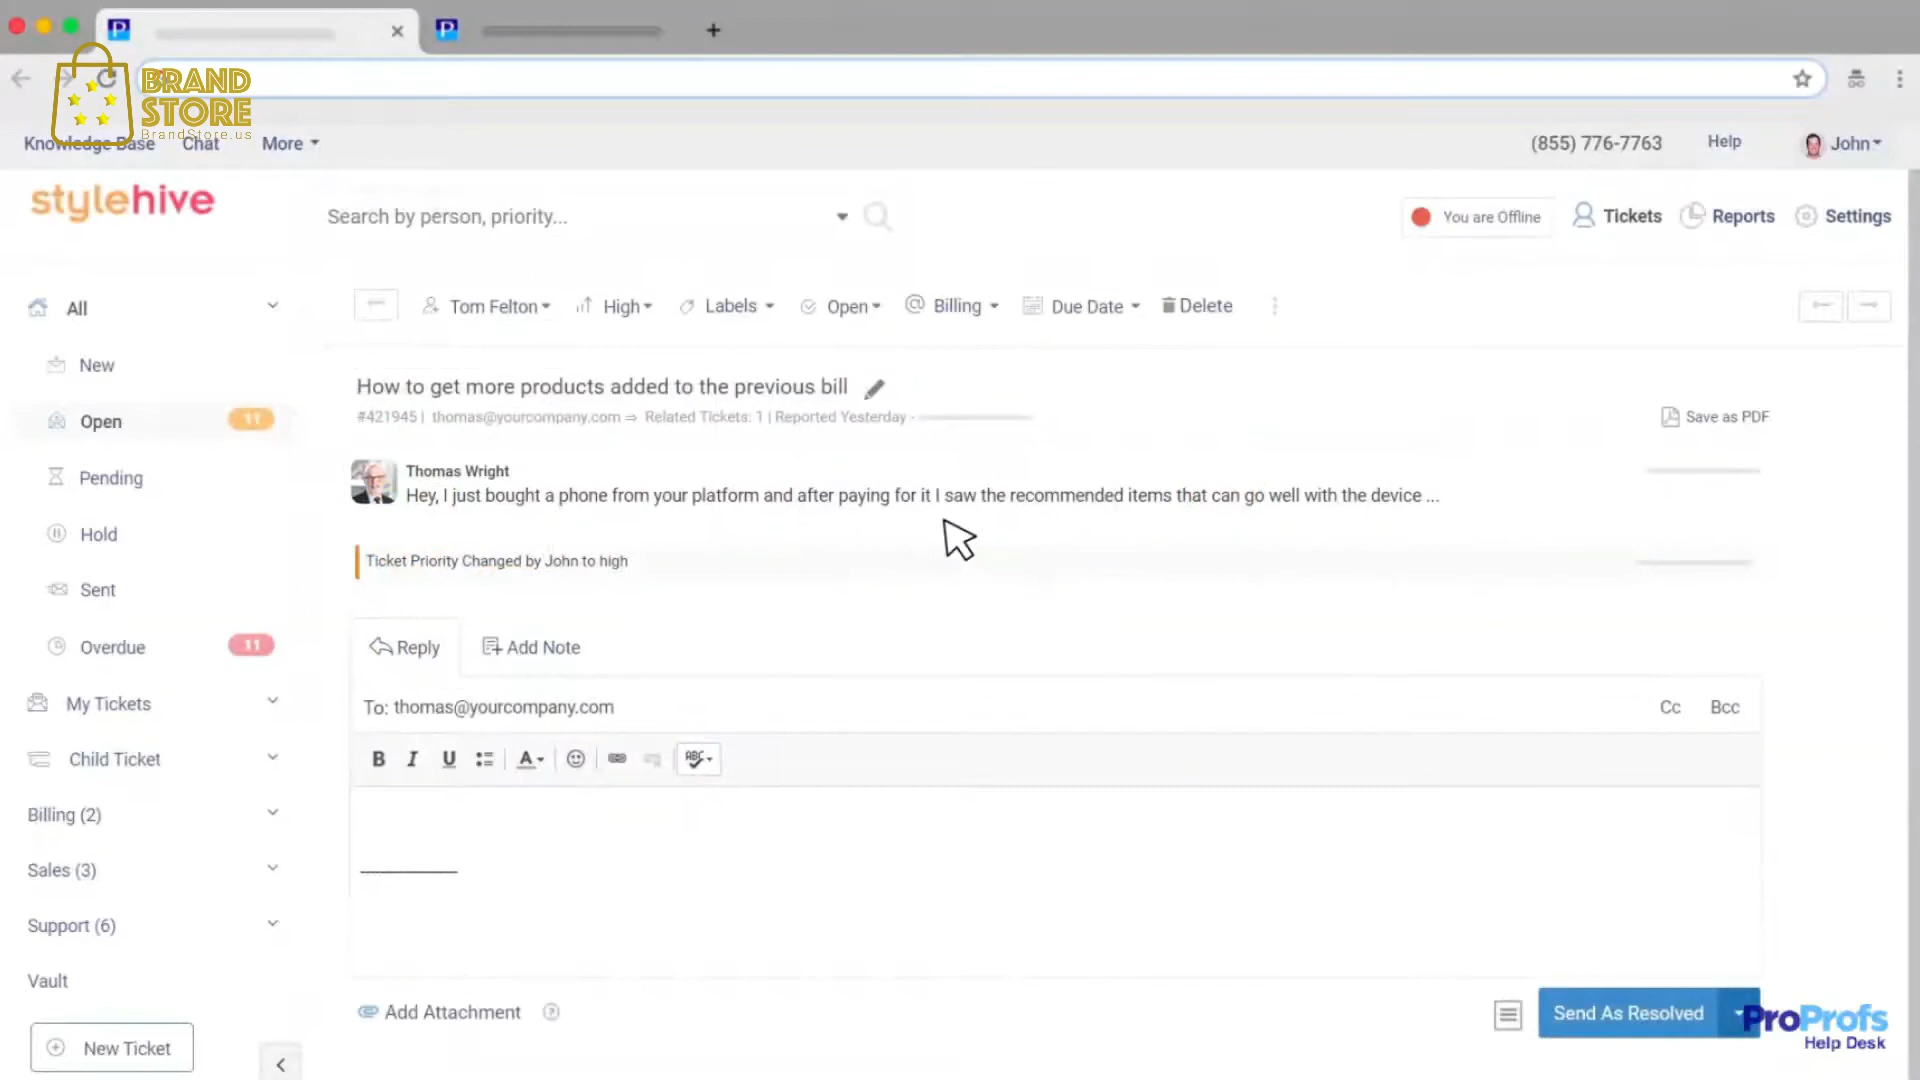 BRAND
STORE
BrandStore.us
Knowledge Base Chat More
(855) 776-7763 Help John
stylehive
Search by person, priority...
You are Offline Tickets Reports Settings
All
Tom Felton High Labels Open Billing Due Date Delete
New
How to get more products added to the previous bill
#421945 | thomas@yourcompany.com ⇒ Related Tickets: 1 | Reported Yesterday -
Save as PDF
Open 11
Thomas Wright
Hey, I just bought a phone from your platform and after paying for it I saw the recommended items that can go well with the device ...
Pending
Hold
Ticket Priority Changed by John to high
Sent
Overdue 11
Reply Add Note
My Tickets
To: thomas@yourcompany.com Cc Bcc
Child Ticket
B I U A ABC
Billing (2)
Sales (3)
Support (6)
Vault
Add Attachment ?
Send As Resolved
New Ticket
ProProfs
Help Desk